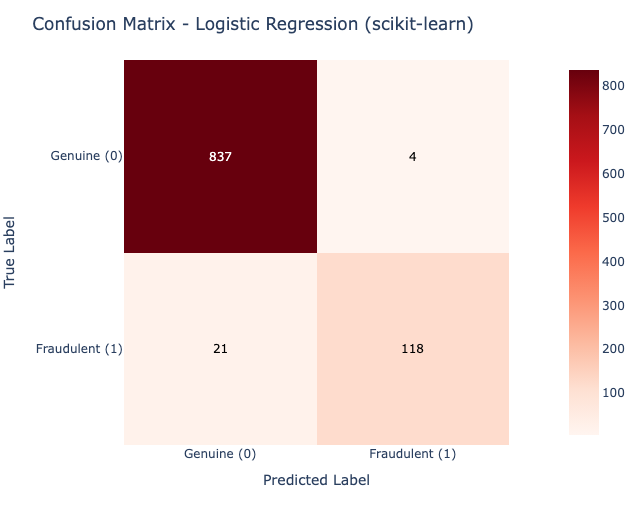 Confusion Matrix - Logistic Regression (scikit-learn)
True Label
Genuine (0)
837
4
Fraudulent (1)
21
118
Genuine (0)
Fraudulent (1)
Predicted Label
800
700
600
500
400
300
200
100